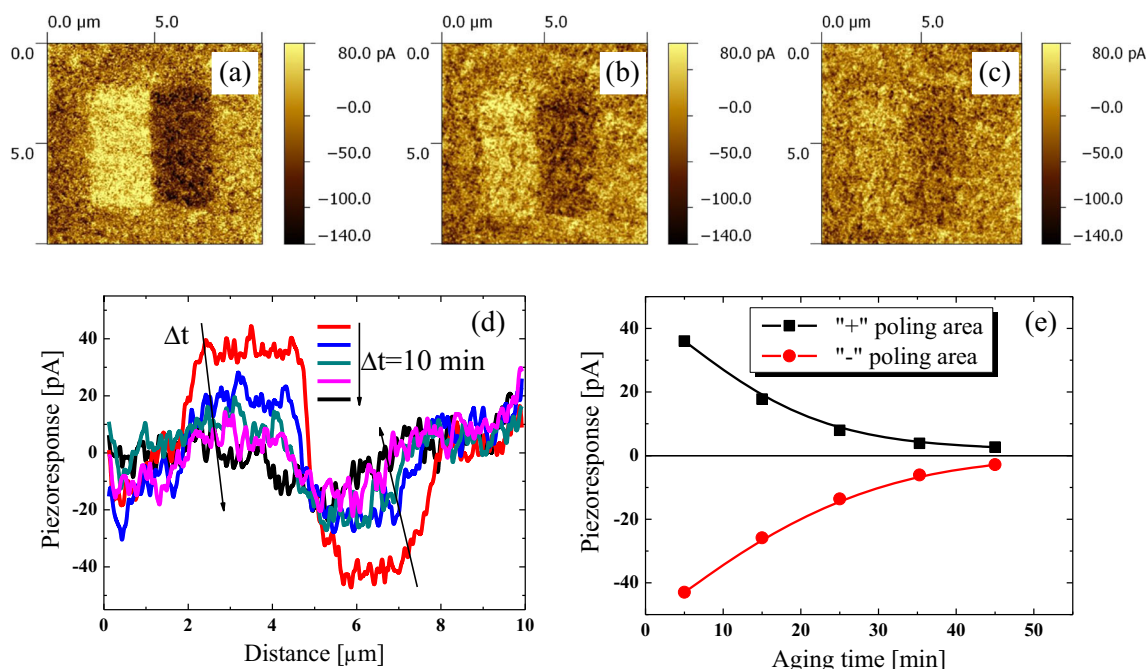 0.0 µm 5.0
0.0
5.0
(a)
80.0 pA
−0.0
−50.0
−100.0
−140.0
0.0 µm 5.0
0.0
5.0
(b)
80.0 pA
−0.0
−50.0
−100.0
−140.0
0.0 µm 5.0
0.0
5.0
(c)
80.0 pA
−0.0
−50.0
−100.0
−140.0
(d)
Δt
Δt=10 min
Piezoresponse [pA]
40
20
0
-20
-40
0 2 4 6 8 10
Distance [µm]
(e)
"+" poling area
"-" poling area
Piezoresponse [pA]
40
20
0
-20
-40
-50
0 10 20 30 40 50
Aging time [min]